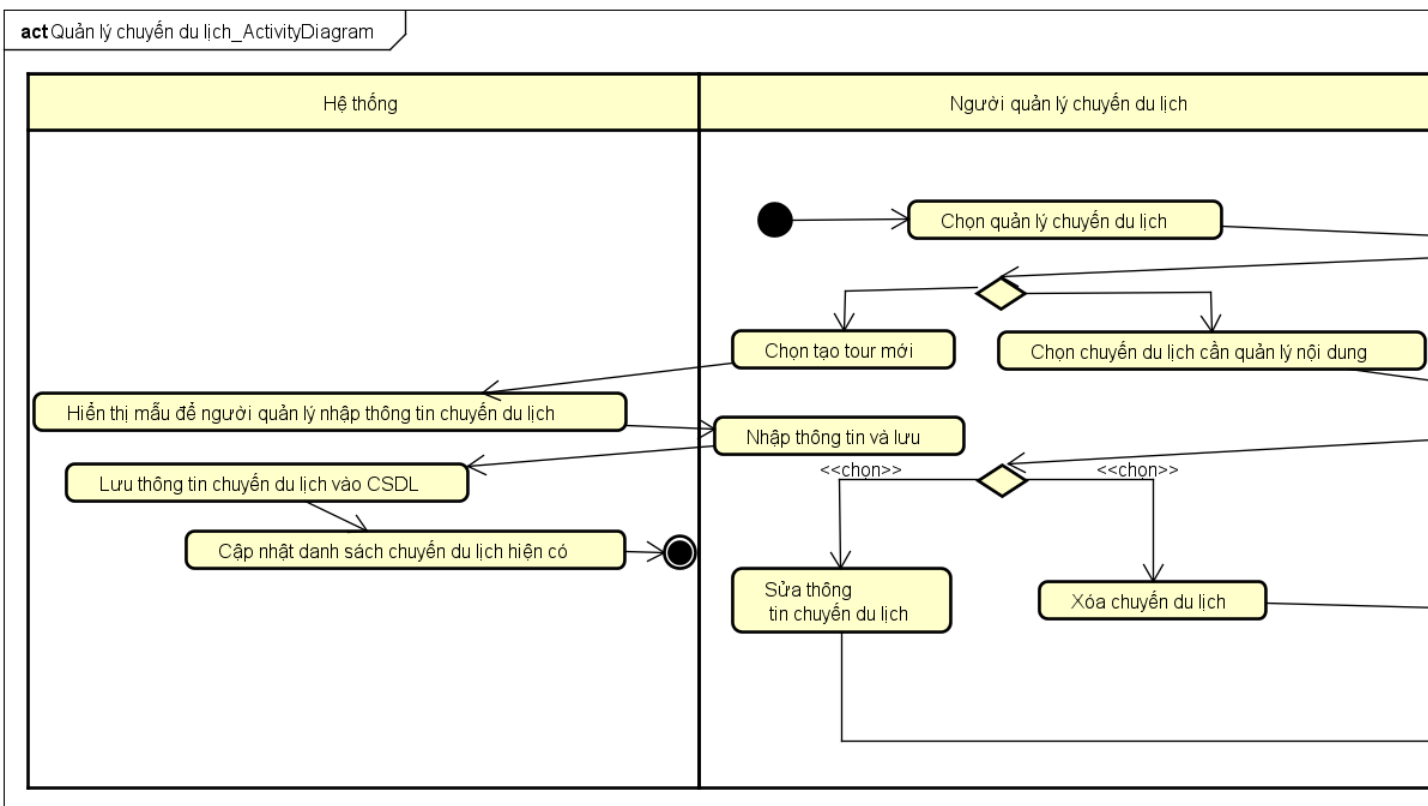 act Quản lý chuyến du lịch_ActivityDiagram
Hệ thống
Người quản lý chuyến du lịch
Chọn quản lý chuyến du lịch
Chọn tạo tour mới
Chọn chuyến du lịch cần quản lý nội dung
Hiển thị mẫu để người quản lý nhập thông tin chuyến du lịch
Nhập thông tin và lưu
<<chọn>>
<<chọn>>
Lưu thông tin chuyến du lịch vào CSDL
Cập nhật danh sách chuyến du lịch hiện có
Sửa thông
tin chuyến du lịch
Xóa chuyến du lịch